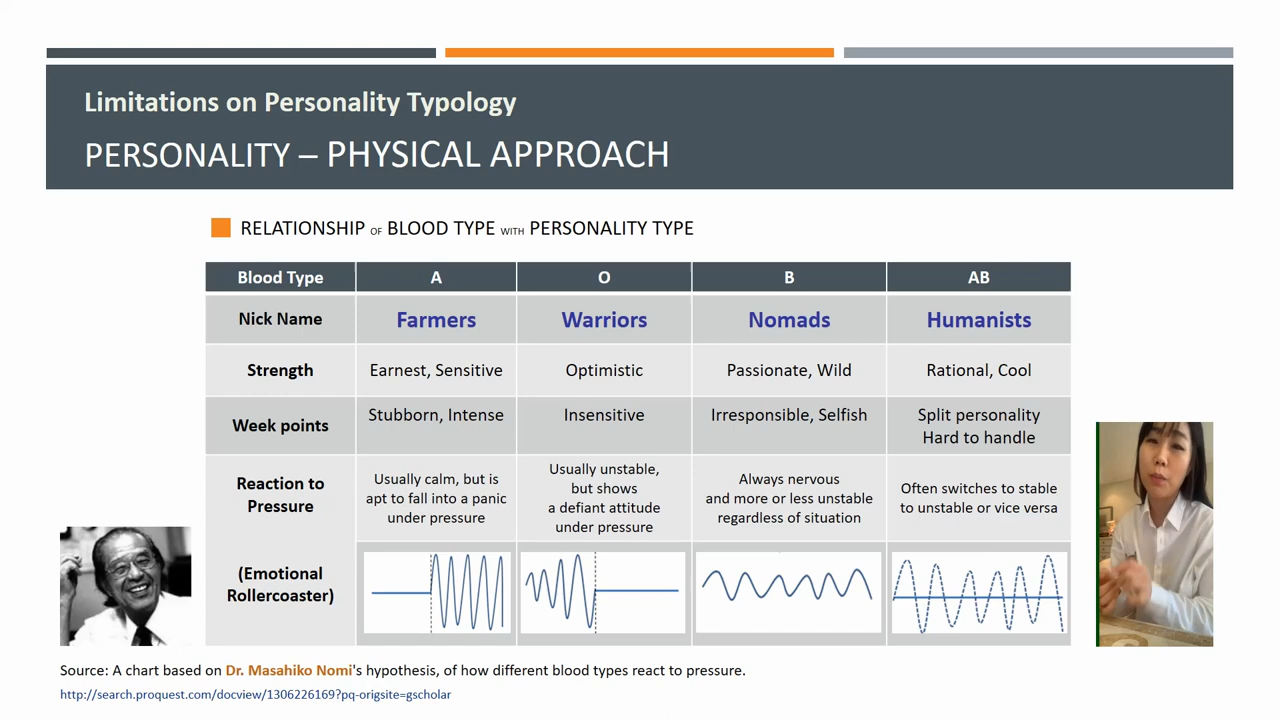 Limitations on Personality Typology
PERSONALITY – PHYSICAL APPROACH
RELATIONSHIP OF BLOOD TYPE WITH PERSONALITY TYPE
Blood Type A O B AB
Nick Name Farmers Warriors Nomads Humanists
Strength Earnest, Sensitive Optimistic Passionate, Wild Rational, Cool
Week points Stubborn, Intense Insensitive Irresponsible, Selfish Split personality
Hard to handle
Reaction to
Pressure
Usually calm, but is
apt to fall into a panic
under pressure
Usually unstable,
but shows
a defiant attitude
under pressure
Always nervous
and more or less unstable
regardless of situation
Often switches to stable
to unstable or vice versa
(Emotional
Rollercoaster)
Source: A chart based on Dr. Masahiko Nomi's hypothesis, of how different blood types react to pressure.
http://search.proquest.com/docview/1306226169?pq-origsite=gscholar